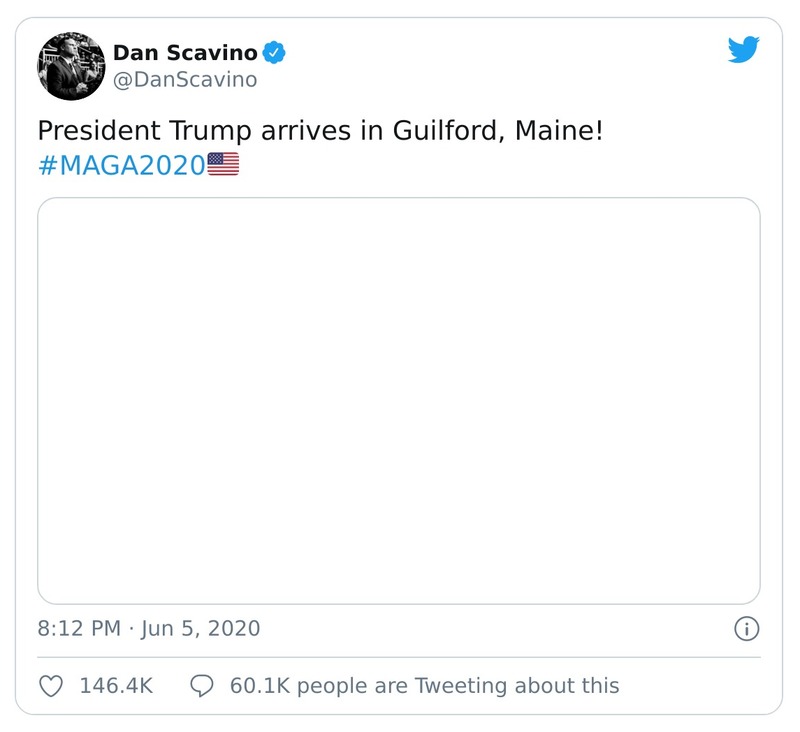 Dan Scavino
@DanScavino
President Trump arrives in Guilford, Maine!
#MAGA2020🇺🇸
8:12 PM · Jun 5, 2020
146.4K 60.1K people are Tweeting about this